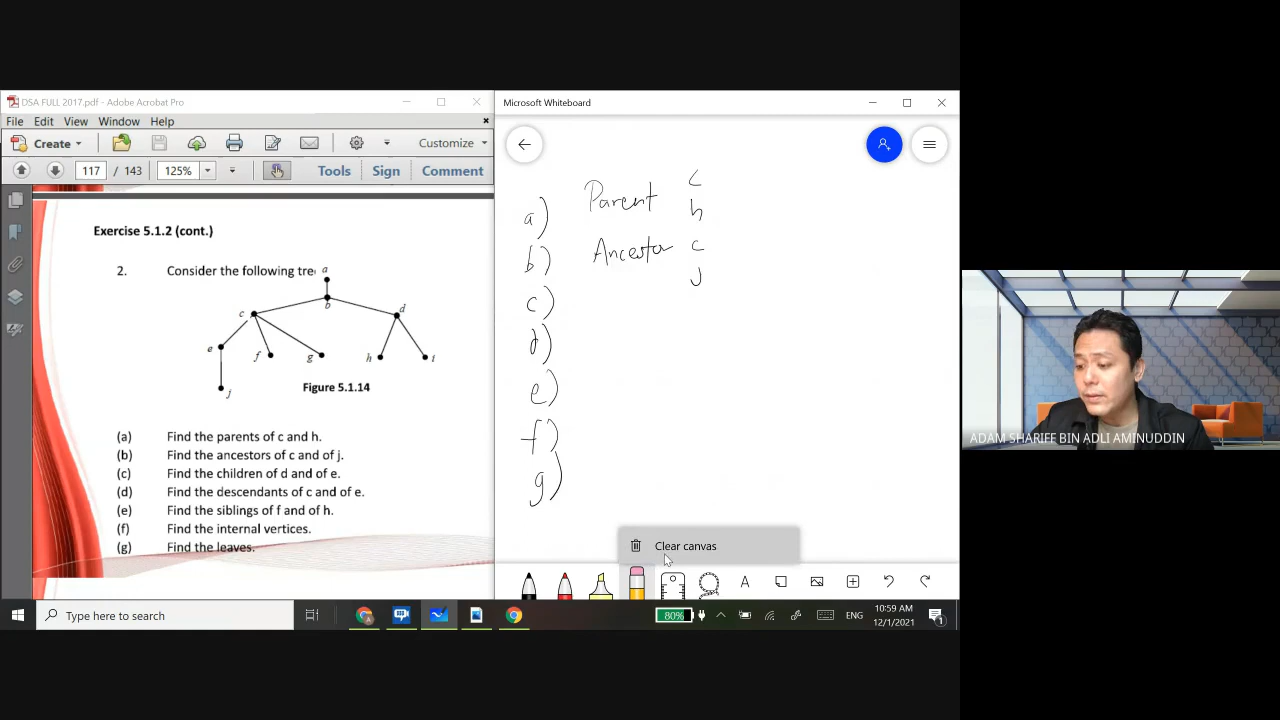 DSA.FULL 2017.pdf - Adobe Acrobat Pro
File Edit View Window Help
Create
Customize
117 / 143 125%
Tools Sign Comment
Exercise 5.1.2 (cont.)
2. Consider the following tre
a
b
c
d
e
f
g
h
i
j
Figure 5.1.14
(a) Find the parents of c and h.
(b) Find the ancestors of c and of j.
(c) Find the children of d and of e.
(d) Find the descendants of c and of e.
(e) Find the siblings of f and of h.
(f) Find the internal vertices.
(g) Find the leaves.
Microsoft Whiteboard
a) Parent c
h
b) Ancestor c
j
c)
d)
e)
f)
g)
Clear canvas
A
ADAM SHARIFF BIN ADLI AMINUDDIN
Type here to search
80%
ENG
10:59 AM
12/1/2021
1